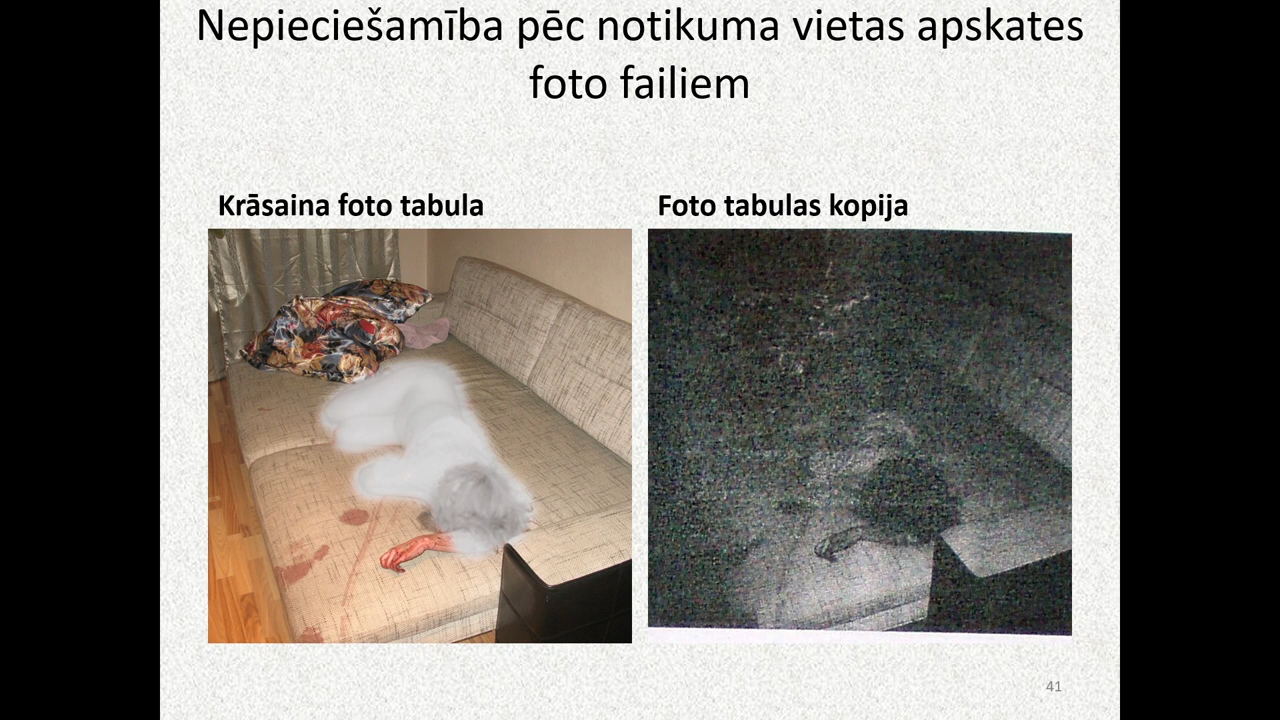 Nepieciešamība pēc notikuma vietas apskates
foto failiem
Krāsaina foto tabula
Foto tabulas kopija
41